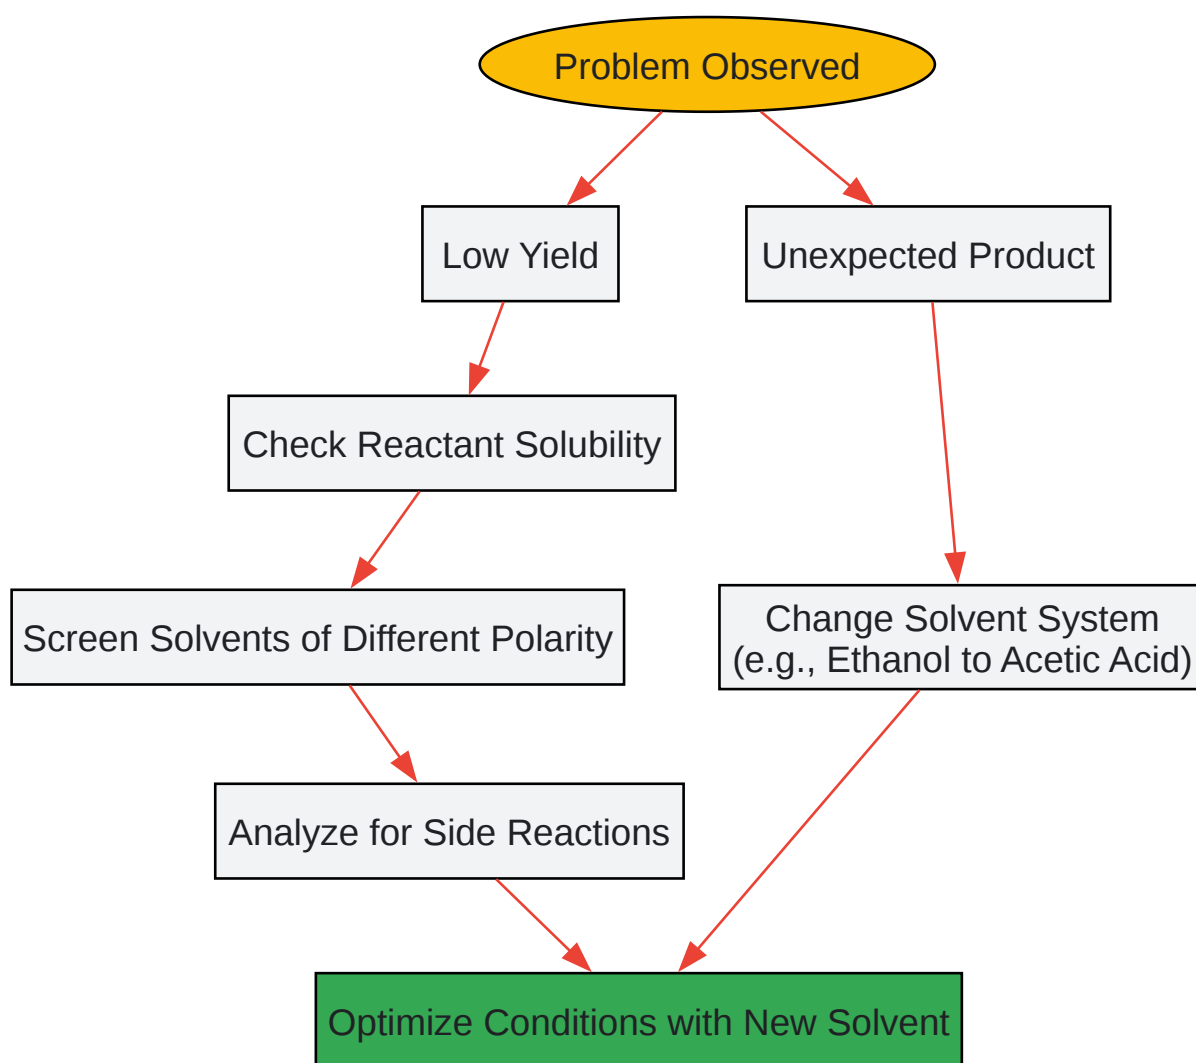 Problem Observed
Low Yield
Unexpected Product
Check Reactant Solubility
Screen Solvents of Different Polarity
Change Solvent System
(e.g., Ethanol to Acetic Acid)
Analyze for Side Reactions
Optimize Conditions with New Solvent